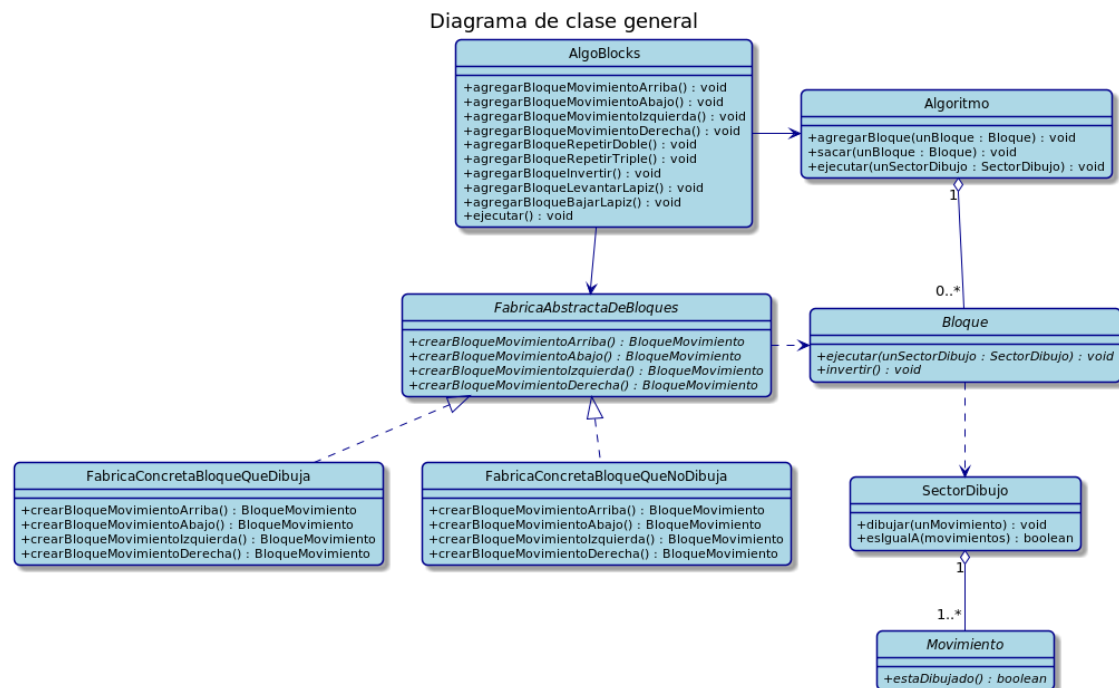 Diagrama de clase general
AlgoBlocks
+agregarBloqueMovimientoArriba() : void
+agregarBloqueMovimientoAbajo() : void
+agregarBloqueMovimientoIzquierda() : void
+agregarBloqueMovimientoDerecha() : void
+agregarBloqueRepetirDoble() : void
+agregarBloqueRepetirTriple() : void
+agregarBloqueInvertir() : void
+agregarBloqueLevantarLapiz() : void
+agregarBloqueBajarLapiz() : void
+ejecutar() : void
Algoritmo
+agregarBloque(unBloque : Bloque) : void
+sacar(unBloque : Bloque) : void
+ejecutar(unSectorDibujo : SectorDibujo) : void
1
0..*
FabricaAbstractaDeBloques
+crearBloqueMovimientoArriba() : BloqueMovimiento
+crearBloqueMovimientoAbajo() : BloqueMovimiento
+crearBloqueMovimientoIzquierda() : BloqueMovimiento
+crearBloqueMovimientoDerecha() : BloqueMovimiento
Bloque
+ejecutar(unSectorDibujo : SectorDibujo) : void
+invertir() : void
FabricaConcretaBloqueQueDibuja
+crearBloqueMovimientoArriba() : BloqueMovimiento
+crearBloqueMovimientoAbajo() : BloqueMovimiento
+crearBloqueMovimientoIzquierda() : BloqueMovimiento
+crearBloqueMovimientoDerecha() : BloqueMovimiento
FabricaConcretaBloqueQueNoDibuja
+crearBloqueMovimientoArriba() : BloqueMovimiento
+crearBloqueMovimientoAbajo() : BloqueMovimiento
+crearBloqueMovimientoIzquierda() : BloqueMovimiento
+crearBloqueMovimientoDerecha() : BloqueMovimiento
SectorDibujo
+dibujar(unMovimiento) : void
+esIgualA(movimientos) : boolean
1
1..*
Movimiento
+estaDibujado() : boolean